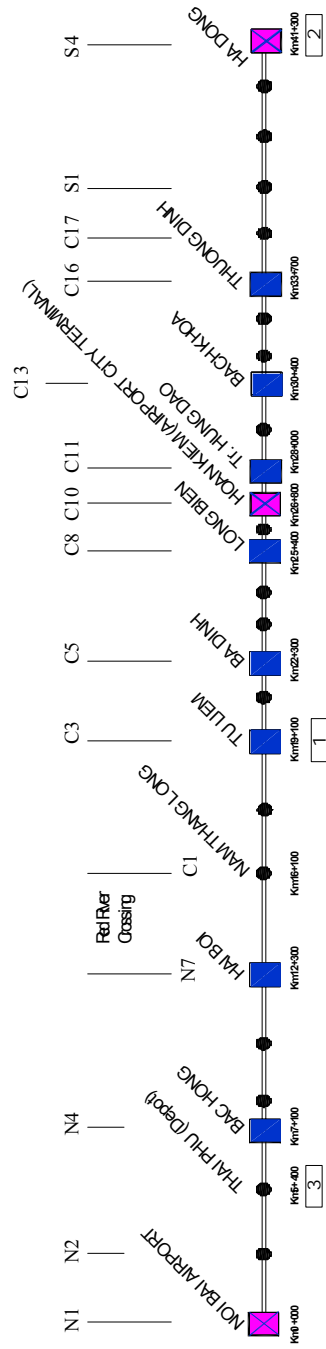 N1
N2
N4
N7
C1
C3
C5
C8
C10
C11
C13
C16
C17
S1
S4
Red River
Crossing
NOI BAI AIRPORT
THAI PHU (Depot)
BAC HONG
HAI BOI
NAM THANG LONG
TU LIEM
BA DINH
LONG BIEN
HOAN KIEM (AIRPORT CITY TERMINAL)
Tr. HUNG DAO
BACH KHOA
THUONG DINH
HA DONG
Km0+000
Km5+400
Km7+100
Km12+300
Km16+100
Km19+100
Km22+300
Km25+400
Km26+800
Km28+000
Km30+400
Km33+700
Km41+300
3
1
2